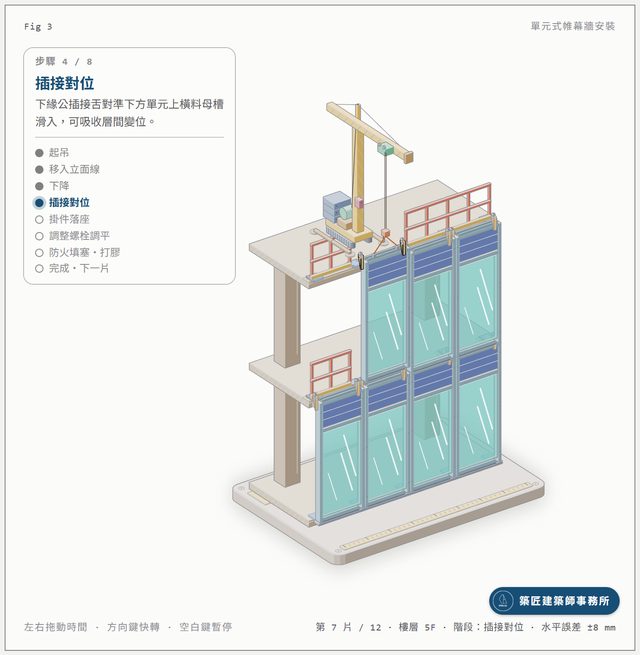 Fig 3
單元式帷幕牆安裝
步驟 4 / 8
插接對位
下緣公插接舌對準下方單元上橫料母槽
滑入，可吸收層間變位。
起吊
移入立面線
下降
插接對位
掛件落座
調整螺栓調平
防火填塞・打膠
完成・下一片
築匠建築師事務所
左右拖動時間 · 方向鍵快轉 · 空白鍵暫停
第 7 片 / 12 · 樓層 5F · 階段：插接對位 · 水平誤差 ±8 mm